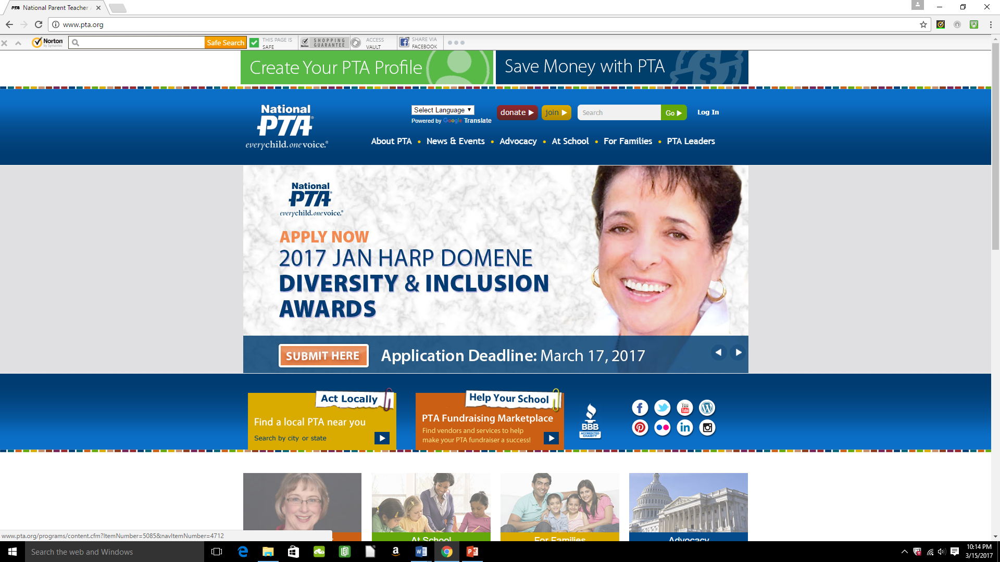 PTA National Parent Teacher
www.pta.org
Norton
by Symantec
Safe Search
THIS PAGE IS
SAFE
Norton
SHOPPING
GUARANTEE
ACCESS
VAULT
SHARE VIA
FACEBOOK
Create Your PTA Profile
Save Money with PTA
National
PTA®
everychild.onevoice.®
Select Language
Powered by Google Translate
donate
join
Search
Go
Log In
About PTA • News & Events • Advocacy • At School • For Families • PTA Leaders
National
PTA®
everychild.onevoice.®
APPLY NOW
2017 JAN HARP DOMENE
DIVERSITY & INCLUSION
AWARDS
SUBMIT HERE
Application Deadline: March 17, 2017
Act Locally
Find a local PTA near you
Search by city or state
Help Your School
PTA Fundraising Marketplace
Find vendors and services to help
make your PTA fundraiser a success!
BBB
ACCREDITED
CHARITY
You
Tube
At School
For Families
Advocacy
www.pta.org/programs/content.cfm?ItemNumber=5085&navItemNumber=4712
Search the web and Windows
10:14 PM
3/15/2017